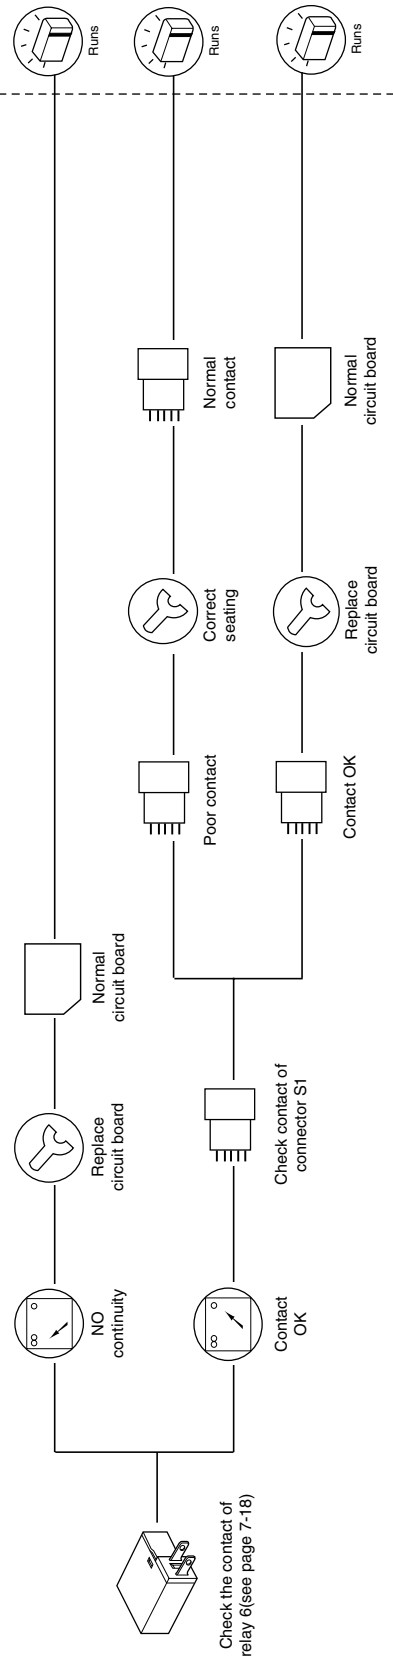 Check the contact of
relay 6(see page 7-18)
NO
continuity
Replace
circuit board
Normal
circuit board
Runs
Contact
OK
Check contact of
connector S1
Poor contact
Correct
seating
Normal
contact
Runs
Contact OK
Replace
circuit board
Normal
circuit board
Runs